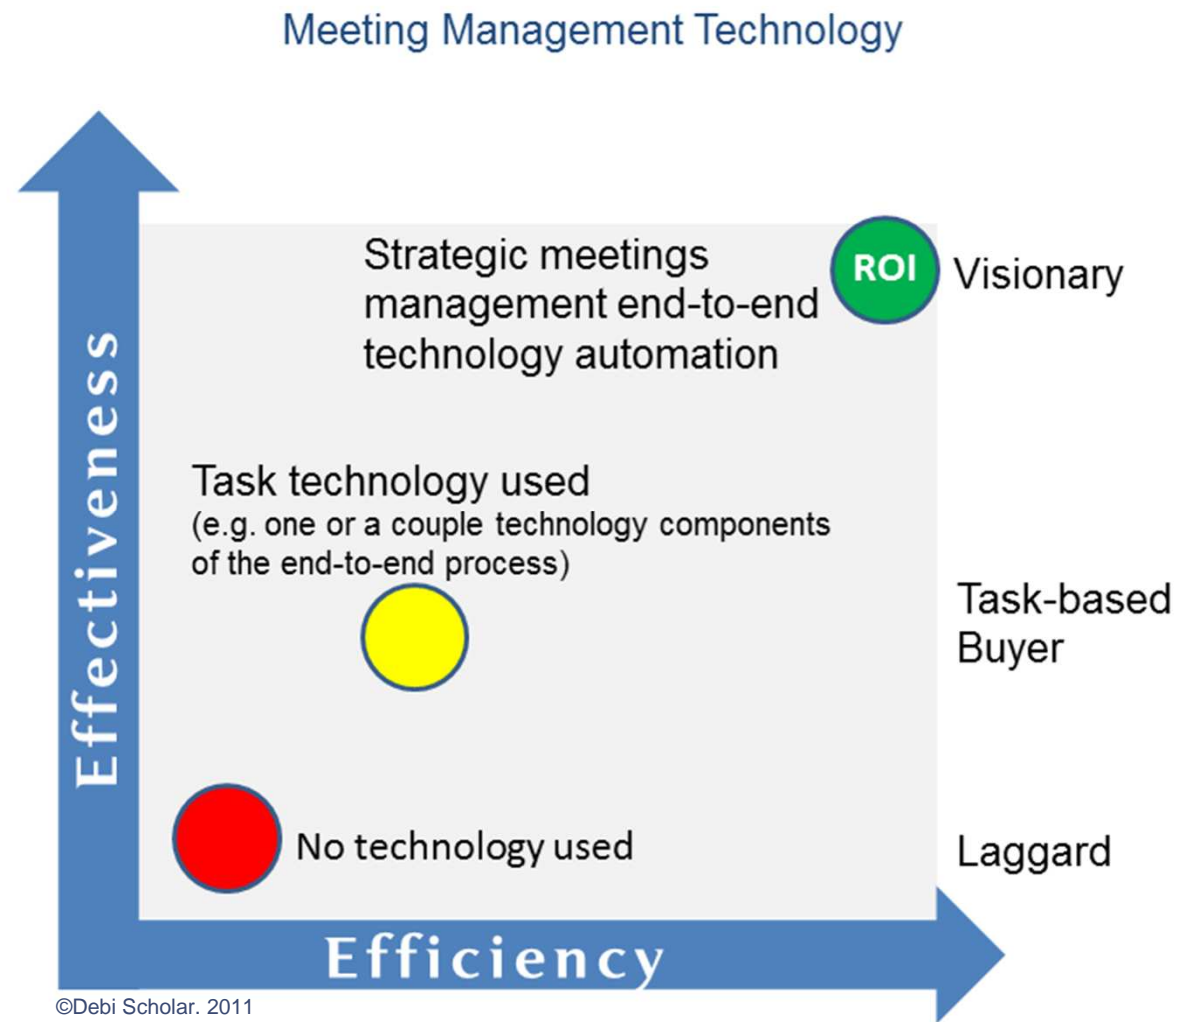 Meeting Management Technology
Effectiveness
Strategic meetings
management end-to-end
technology automation
ROI
Visionary
Task technology used
(e.g. one or a couple technology components
of the end-to-end process)
Task-based
Buyer
No technology used
Laggard
Efficiency
©Debi Scholar. 2011